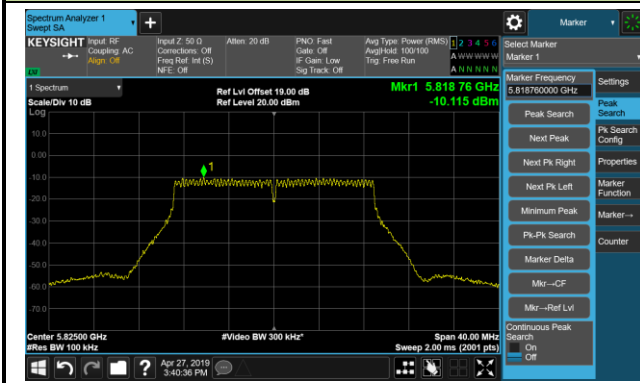 Spectrum Analyzer 1
Swept SA
+
Marker
KEYSIGHT
Input: RF
Coupling: AC
Align: Off
Input Z: 50 Ω
Corrections: Off
Freq Ref: Int (S)
NFE: Off
Atten: 20 dB
PNO: Fast
Gate: Off
IF Gain: Low
Sig Track: Off
Avg Type: Power (RMS)
Avg|Hold: 100/100
Trig: Free Run
1 2 3 4 5 6
A W W W W W
A N N N N N
Select Marker
Marker 1
1 Spectrum
Scale/Div 10 dB
Log
Ref Lvl Offset 19.00 dB
Ref Level 20.00 dBm
Mkr1 5.818 76 GHz
-10.115 dBm
10.0
0.00
-10.0
-20.0
-30.0
-40.0
-50.0
-60.0
-70.0
1
Center 5.82500 GHz
#Res BW 100 kHz
#Video BW 300 kHz*
Span 40.00 MHz
Sweep 2.00 ms (2001 pts)
Marker Frequency
5.818760000 GHz
Peak Search
Next Peak
Next Pk Right
Next Pk Left
Minimum Peak
Pk-Pk Search
Marker Delta
Mkr→CF
Mkr→Ref Lvl
Continuous Peak
Search
On
Off
Settings
Peak
Search
Pk Search
Config
Properties
Marker
Function
Marker→
Counter
?
Apr 27, 2019
3:40:36 PM